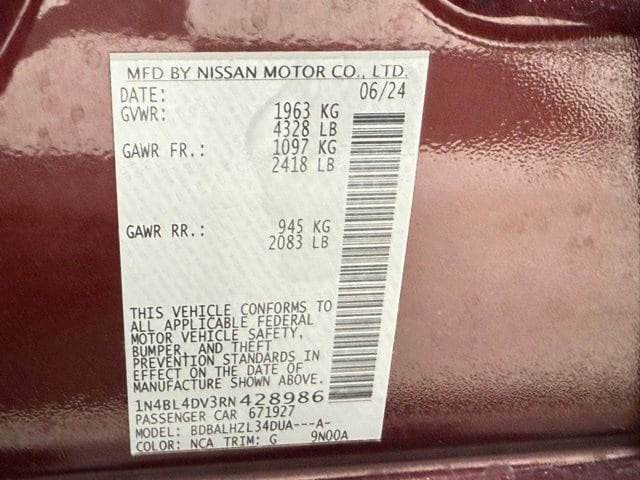 MFD BY NISSAN MOTOR CO., LTD.
DATE: 06/24
GVWR: 1963 KG
4328 LB
GAWR FR.: 1097 KG
2418 LB
GAWR RR.: 945 KG
2083 LB
THIS VEHICLE CONFORMS TO
ALL APPLICABLE FEDERAL
MOTOR VEHICLE SAFETY,
BUMPER, AND THEFT
PREVENTION STANDARDS IN
EFFECT ON THE DATE OF
MANUFACTURE SHOWN ABOVE.
1N4BL4DV3RN428986
PASSENGER CAR 671927
MODEL: BDBALHZL34DUA---A-
COLOR: NCA TRIM: G 9N00A